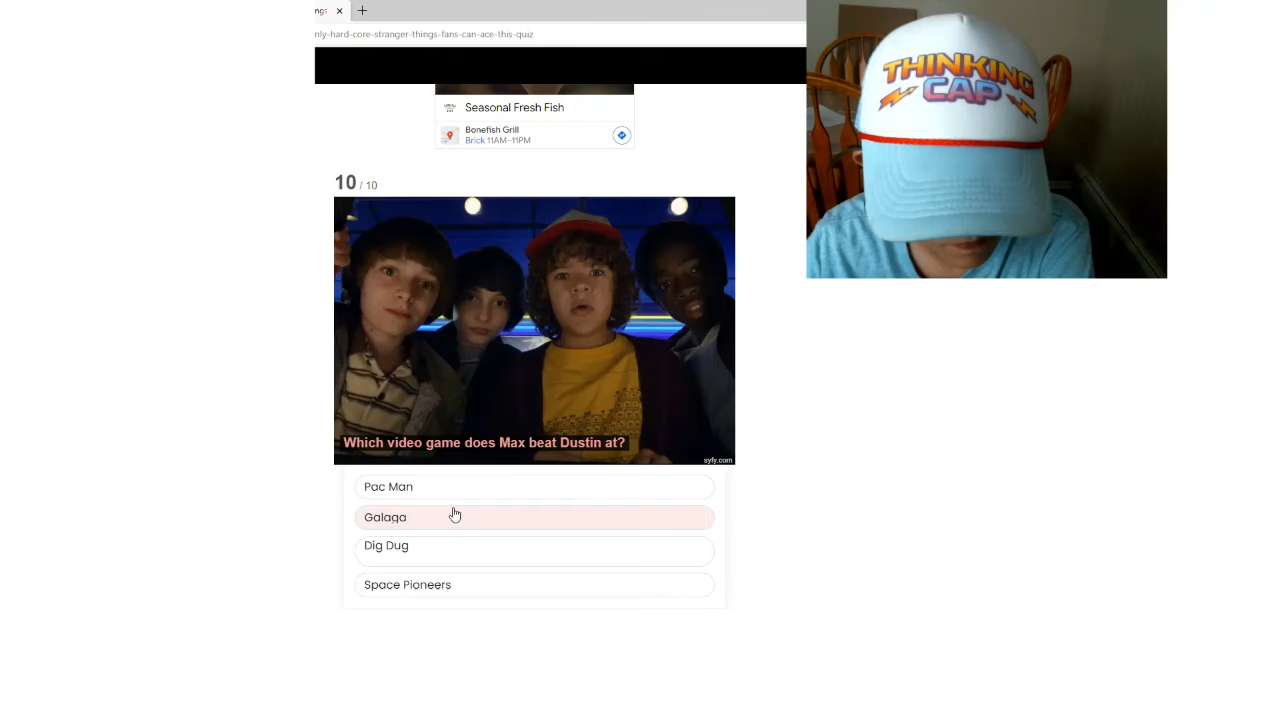 ngs
nly-hard-core-stranger-things-fans-can-ace-this-quiz
THINKING
CAP
Seasonal Fresh Fish
Bonefish Grill
Brick 11AM–11PM
10 / 10
Which video game does Max beat Dustin at?
syfy.com
Pac Man
Galaga
Dig Dug
Space Pioneers